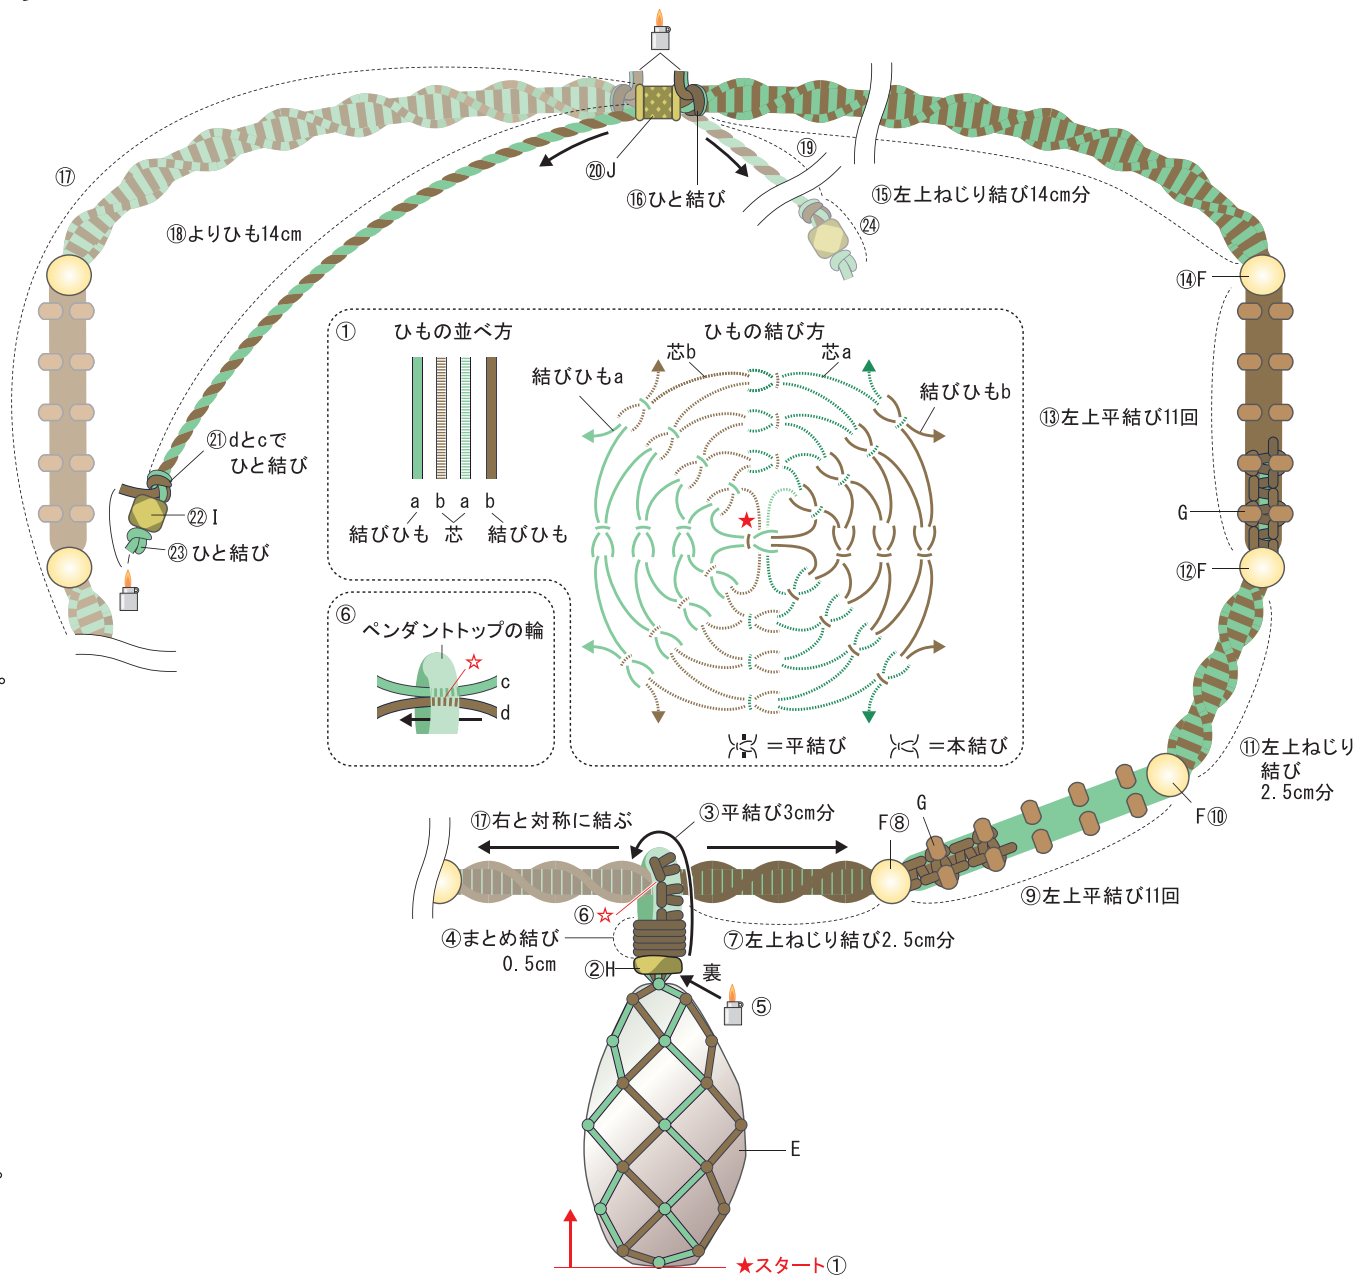 ⑰
⑱よりひも14cm
⑳J
⑯ひと結び
⑲
⑮左上ねじり結び14cm分
㉔
⑭F
⑬左上平結び11回
G
⑫F
㉑dとcで
ひと結び
㉒I
㉓ひと結び
①
ひもの並べ方
a b a b
結びひも 芯 結びひも
ひもの結び方
芯b
芯a
結びひもa
結びひもb
★
=平結び
=本結び
⑥
ペンダントトップの輪
☆
c
d
⑪左上ねじり
結び
2.5cm分
F⑩
G
F⑧
⑨左上平結び11回
⑰右と対称に結ぶ
③平結び3cm分
⑥☆
④まとめ結び
0.5cm
⑦左上ねじり結び2.5cm分
②H
裏
⑤
E
★スタート①
。
。